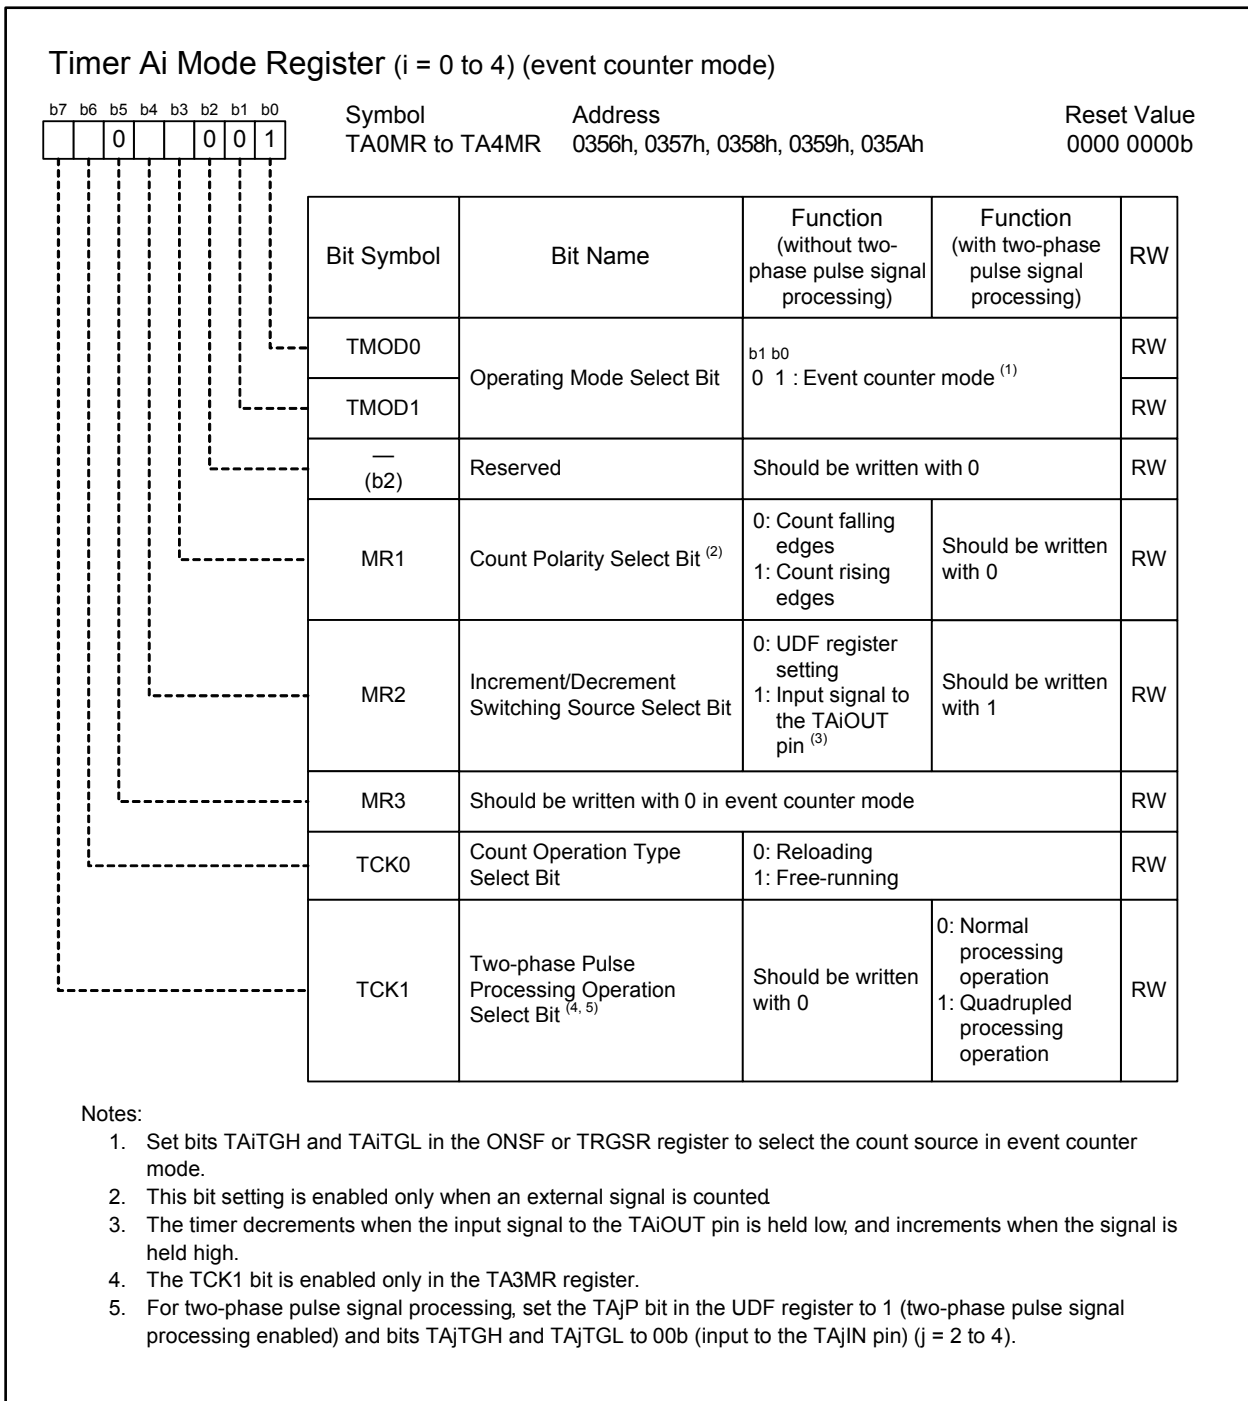 Timer Ai Mode Register (i = 0 to 4) (event counter mode)
b7 b6 b5 b4 b3 b2 b1 b0
0 0 0 1
Symbol Address Reset Value
TA0MR to TA4MR 0356h, 0357h, 0358h, 0359h, 035Ah 0000 0000b
Bit Symbol
Bit Name
Function
(without two-
phase pulse signal
processing)
Function
(with two-phase
pulse signal
processing)
RW
TMOD0
TMOD1
Operating Mode Select Bit
b1 b0
0 1 : Event counter mode (1)
RW
RW
—
(b2)
Reserved
Should be written with 0
RW
MR1
Count Polarity Select Bit (2)
0: Count falling
edges
1: Count rising
edges
Should be written
with 0
RW
MR2
Increment/Decrement
Switching Source Select Bit
0: UDF register
setting
1: Input signal to
the TAiOUT
pin (3)
Should be written
with 1
RW
MR3
Should be written with 0 in event counter mode
RW
TCK0
Count Operation Type
Select Bit
0: Reloading
1: Free-running
RW
TCK1
Two-phase Pulse
Processing Operation
Select Bit (4, 5)
Should be written
with 0
0: Normal
processing
operation
1: Quadrupled
processing
operation
RW
Notes:
1. Set bits TAiTGH and TAiTGL in the ONSF or TRGSR register to select the count source in event counter
mode.
2. This bit setting is enabled only when an external signal is counted.
3. The timer decrements when the input signal to the TAiOUT pin is held low, and increments when the signal is
held high.
4. The TCK1 bit is enabled only in the TA3MR register.
5. For two-phase pulse signal processing, set the TAjP bit in the UDF register to 1 (two-phase pulse signal
processing enabled) and bits TAjTGH and TAjTGL to 00b (input to the TAjIN pin) (j = 2 to 4).